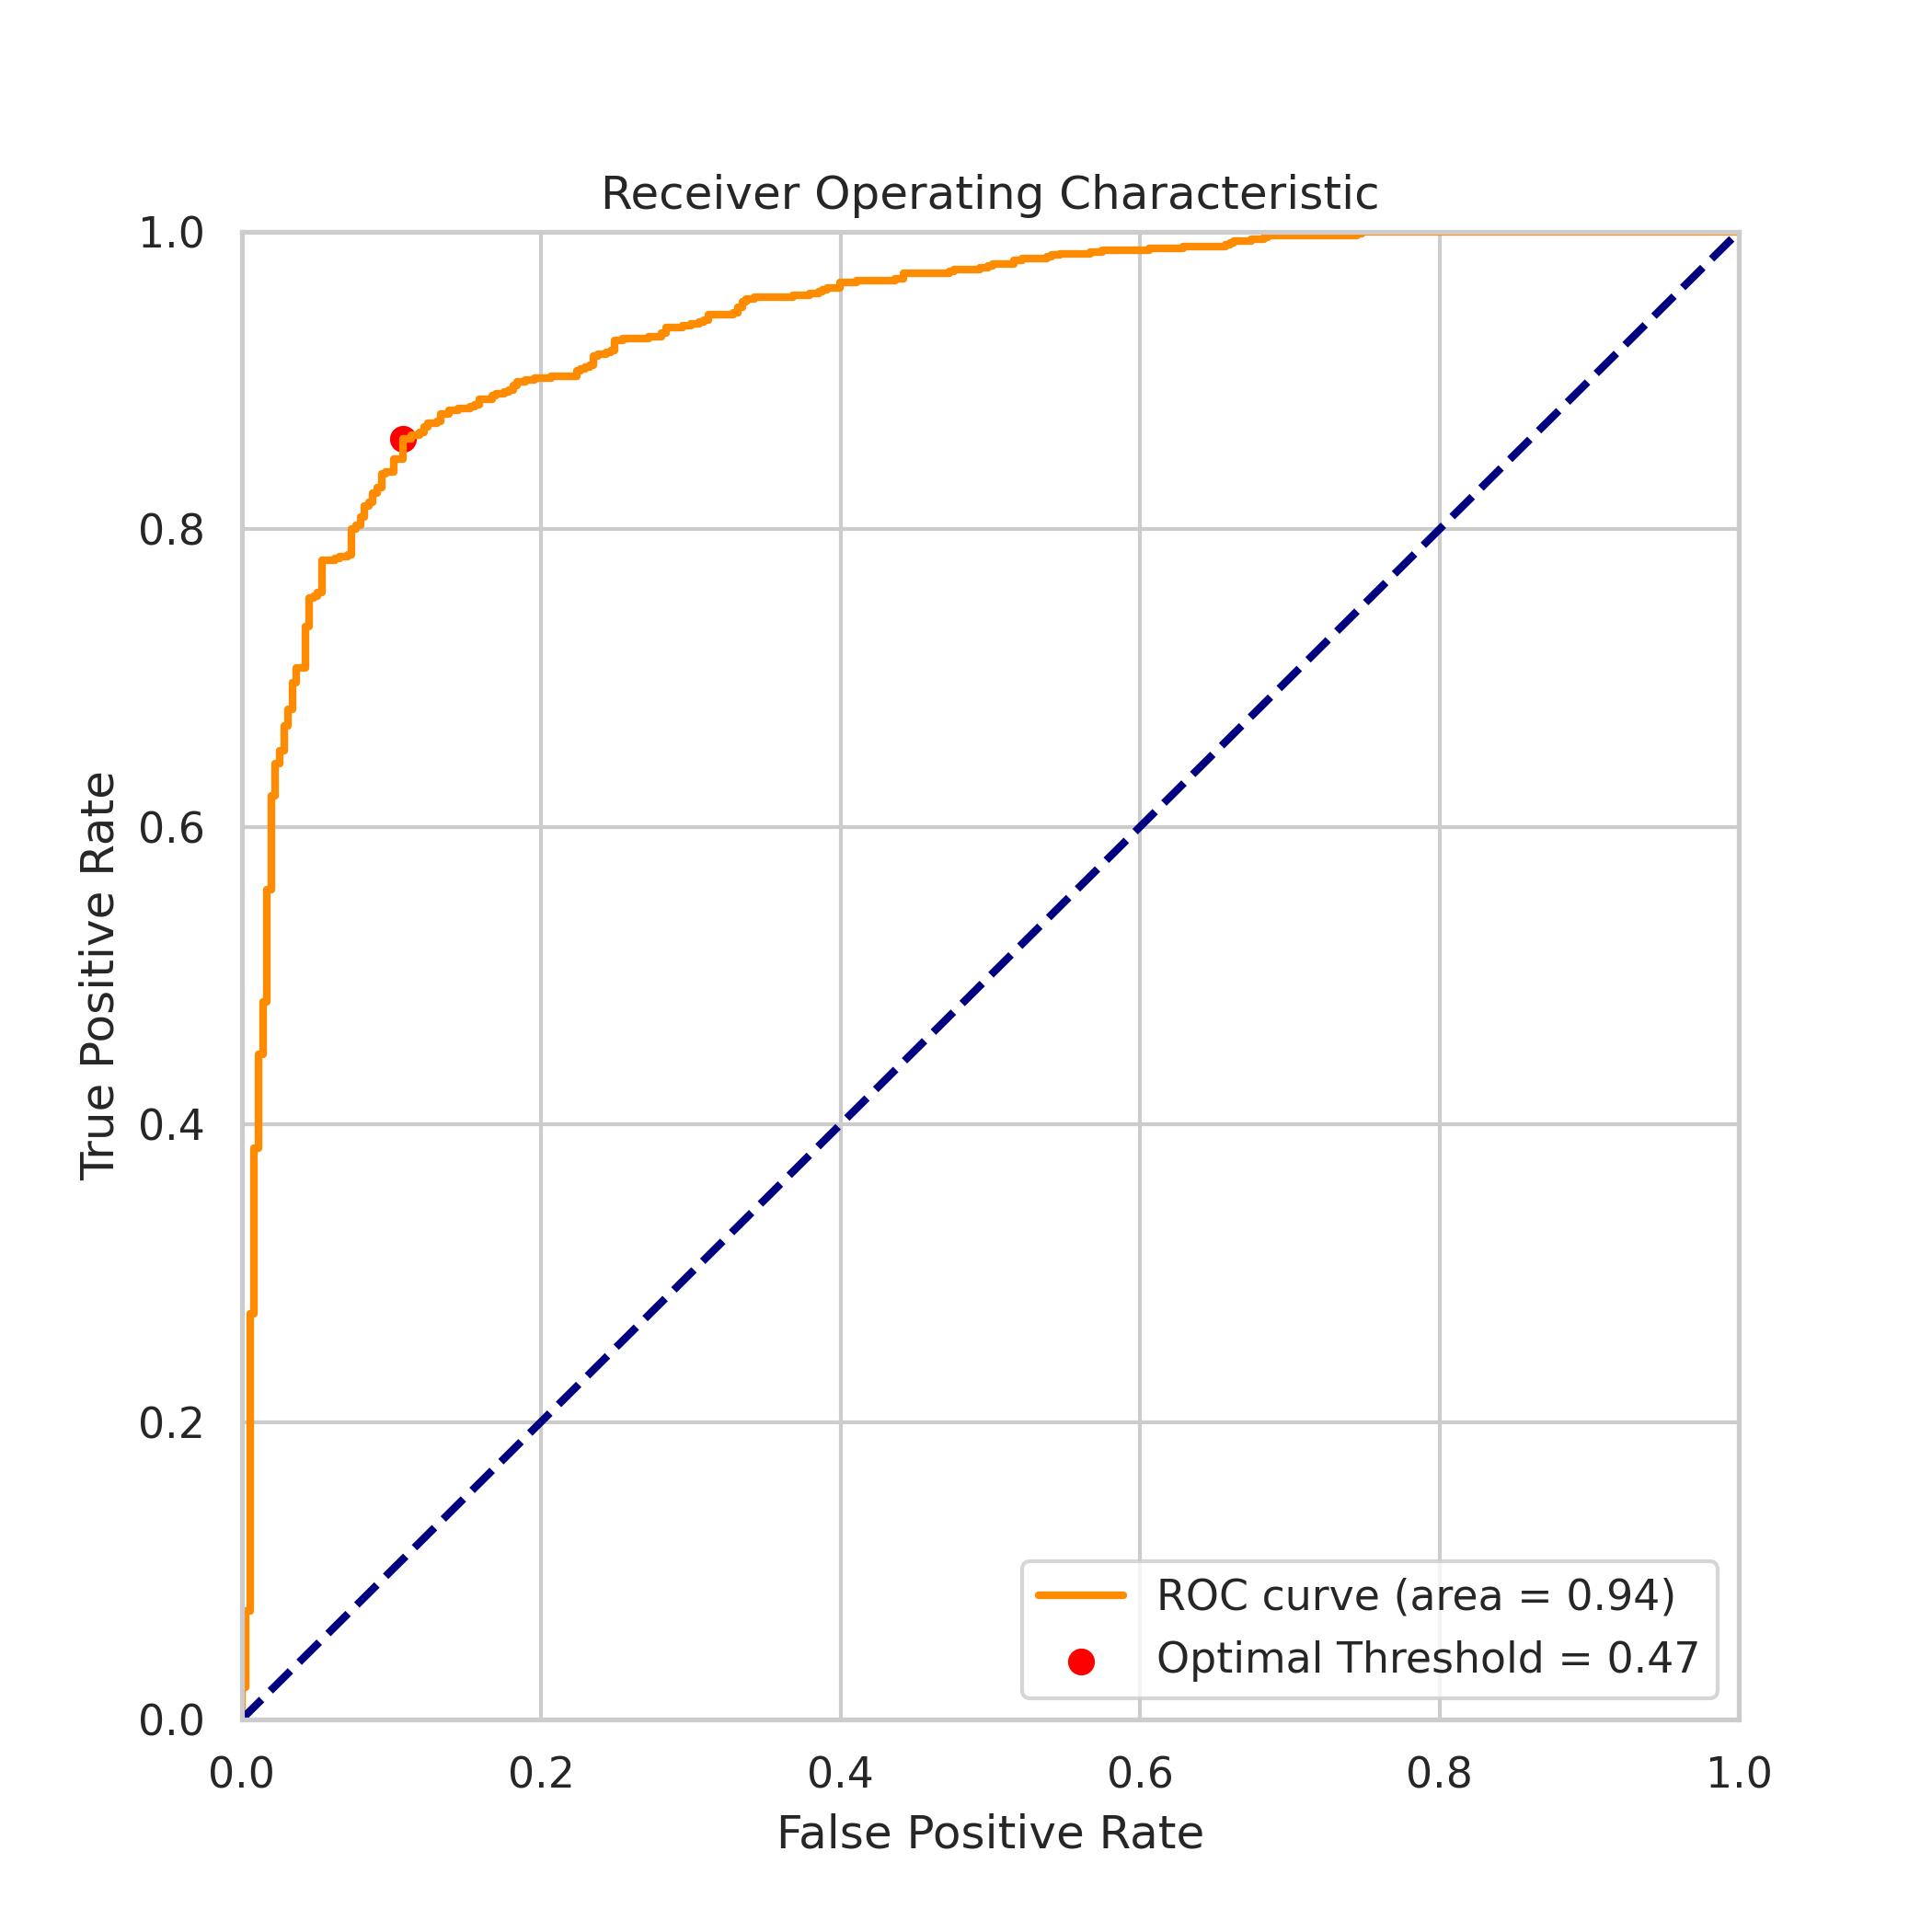 Receiver Operating Characteristic
1.0
0.8
0.6
0.4
0.2
0.0
True Positive Rate
ROC curve (area = 0.94)
Optimal Threshold = 0.47
0.0 0.2 0.4 0.6 0.8 1.0
False Positive Rate